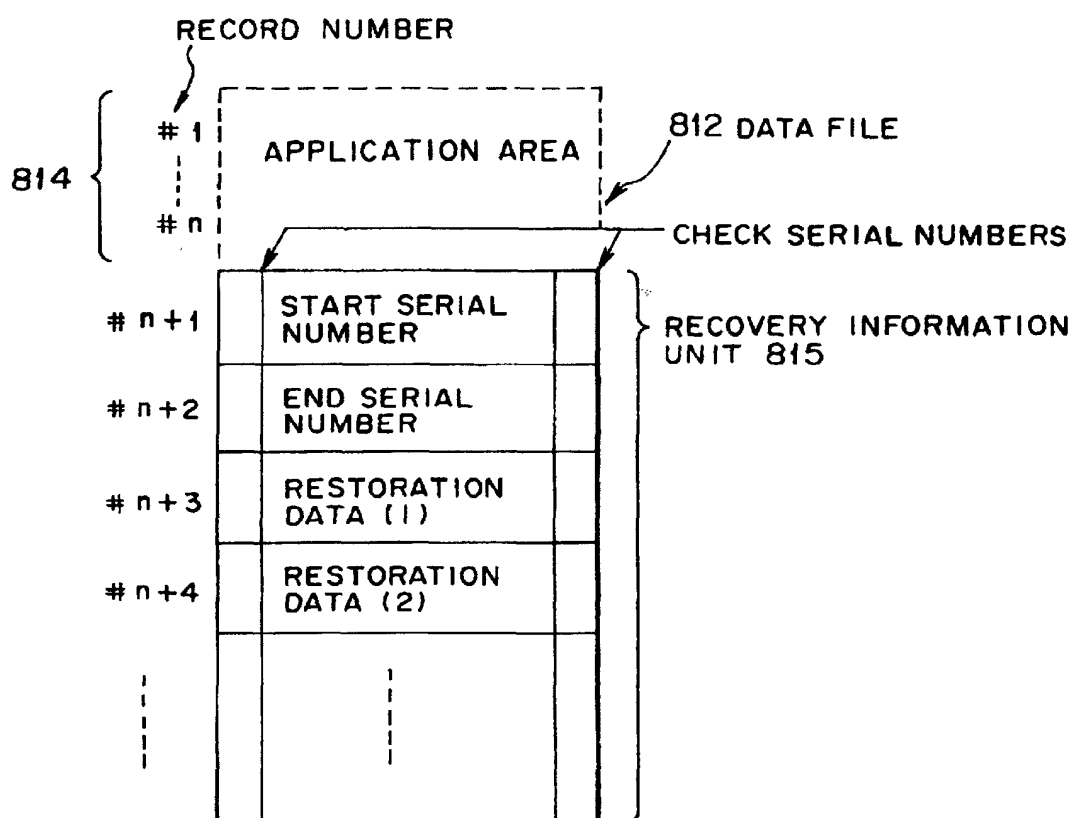 RECORD NUMBER
# 1
APPLICATION AREA
812 DATA FILE
814
# n
CHECK SERIAL NUMBERS
# n+1
START SERIAL
NUMBER
RECOVERY INFORMATION
UNIT 815
# n+2
END SERIAL
NUMBER
# n+3
RESTORATION
DATA (1)
# n+4
RESTORATION
DATA (2)